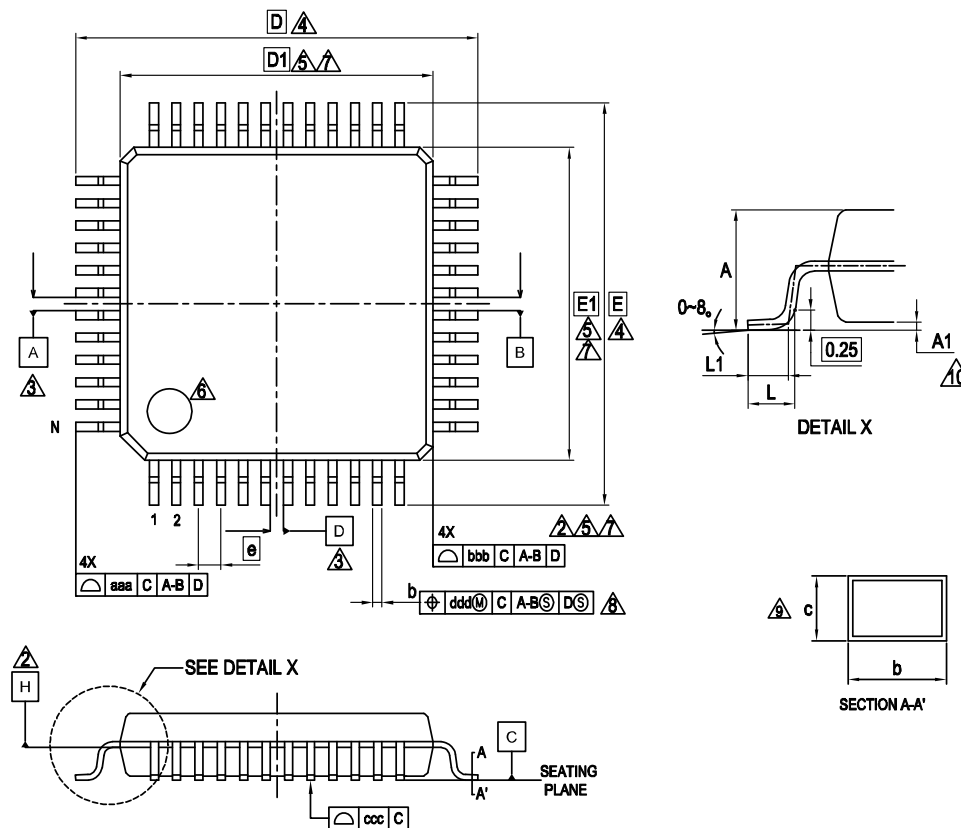 D 4
D1 5 7
E1 E
5 4
7
A B
3
6
N
1 2
e
D
3
2 5 7
4X
bbb C A-B D
4X
aaa C A-B D
b ddd Ⓜ C A-B Ⓢ D Ⓢ 8
A
0~8°
L1
L
0.25
A1
10
DETAIL X
9 c
b
SECTION A-A'
2
H
SEE DETAIL X
A
A'
C
SEATING
PLANE
ccc C